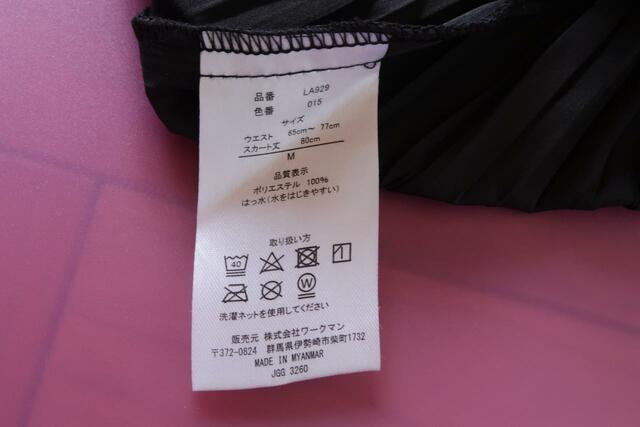 品番 LA929
色番 015
サイズ
ウエスト 65cm～ 77cm
スカート丈 80cm
M
品質表示
ポリエステル 100%
はっ水(水をはじきやすい)
取り扱い方
40
W
洗濯ネットを使用してください
販売元 株式会社ワークマン
〒372-0824 群馬県伊勢崎市柴町1732
MADE IN MYANMAR
JGG 3260